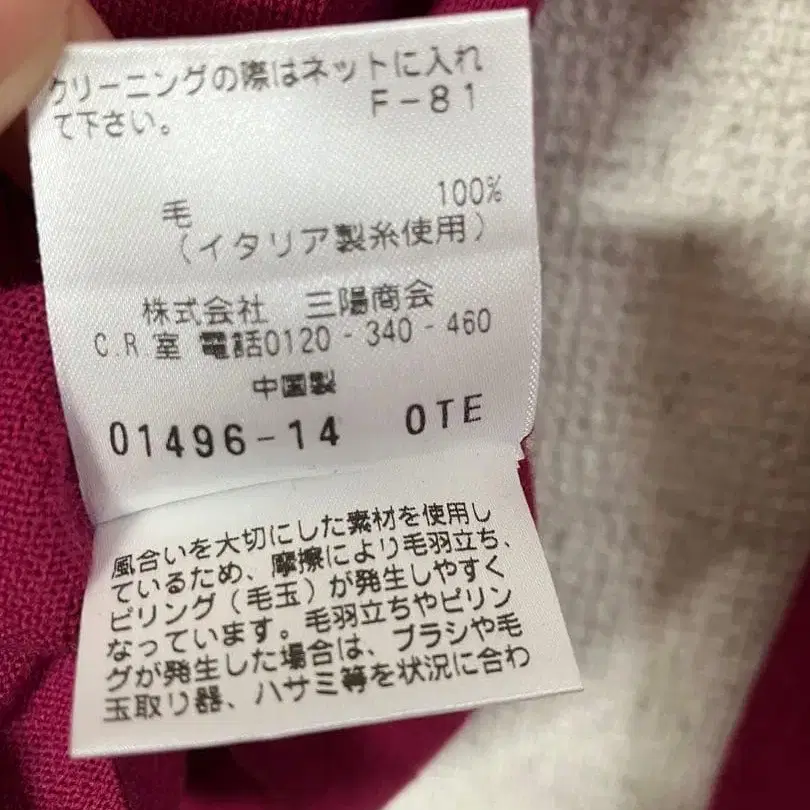 クリーニングの際はネットに入れ
て下さい。 F-81
毛 100%
(イタリア製糸使用)
株式会社 三陽商会
C.R.室 電話0120-340-460
中国製
01496-14 0TE
風合いを大切にした素材を使用し
ているため、摩擦により毛羽立ち、
ピリング(毛玉)が発生しやすく
なっています。毛羽立ちやピリン
グが発生した場合は、ブラシや毛
玉取り器、ハサミ等を状況に合わ